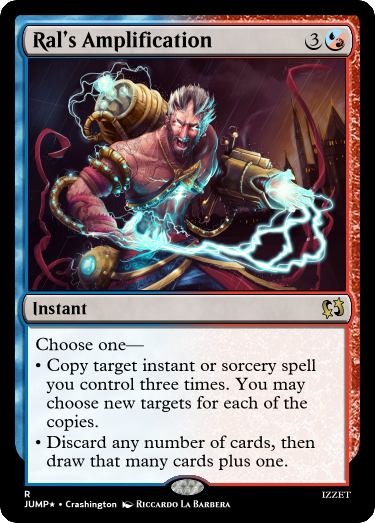 Ral's Amplification 3
Instant
Choose one—
• Copy target instant or sorcery spell
you control three times. You may
choose new targets for each of the
copies.
• Discard any number of cards, then
draw that many cards plus one.
R IZZET
JUMP★ • Crashington Riccardo La Barbera